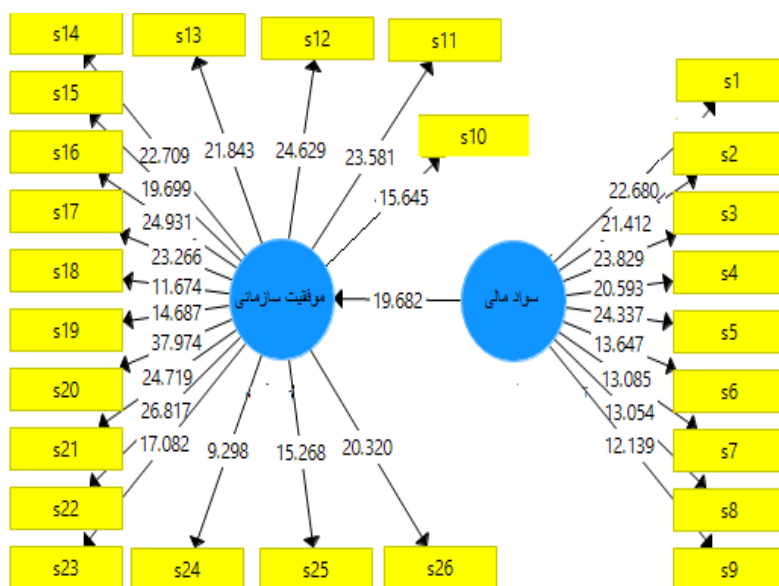 s14
s13
s12
s11
s10
s15
s16
s17
s18
s19
s20
s21
s22
s23
s24
s25
s26
22.709
19.699
24.931
23.266
11.674
14.687
37.974
24.719
26.817
17.082
21.843
24.629
23.581
15.645
9.298
15.268
20.320
موفقیت سازمانی
19.682
سواد مالی
22.680
21.412
23.829
20.593
24.337
13.647
13.085
13.054
12.139
s1
s2
s3
s4
s5
s6
s7
s8
s9